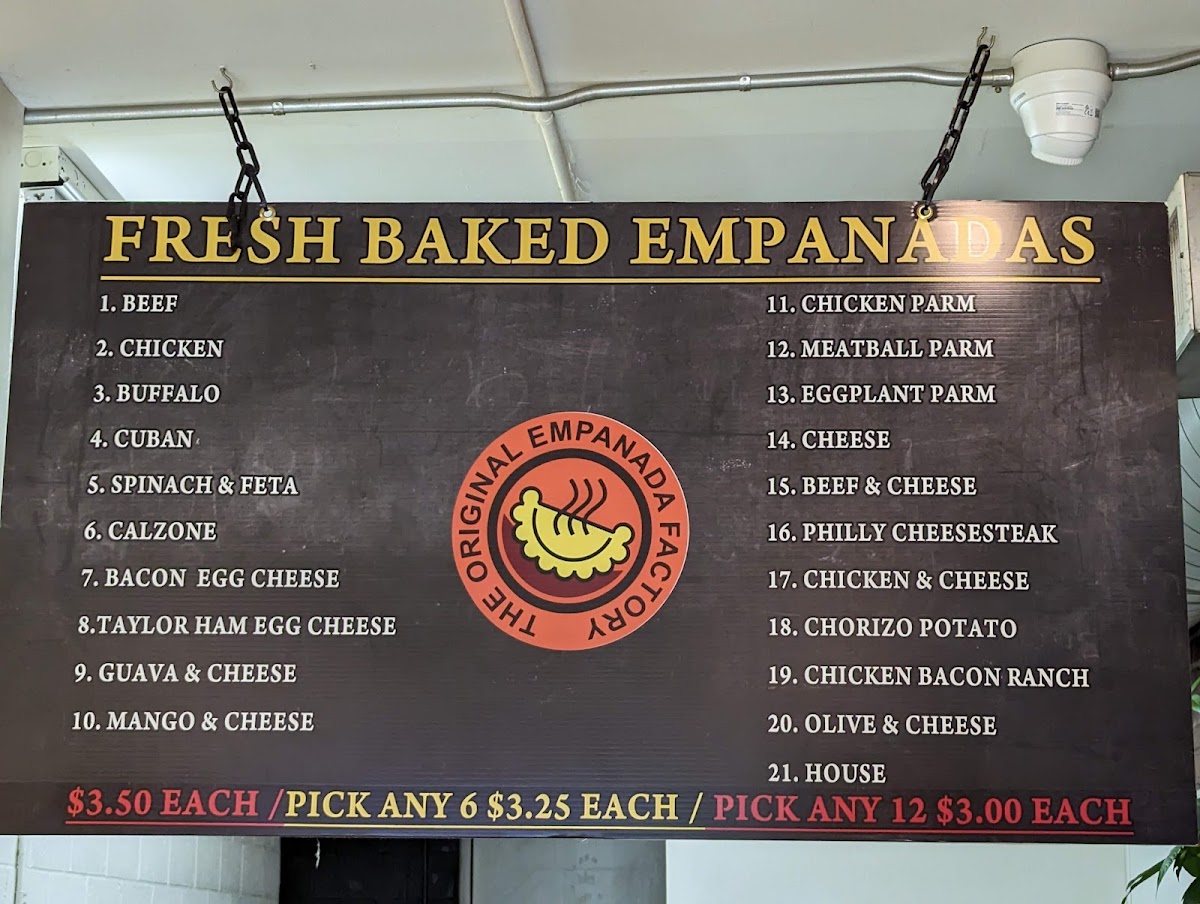 FRESH BAKED EMPANADAS
1. BEEF
2. CHICKEN
3. BUFFALO
4. CUBAN
5. SPINACH & FETA
6. CALZONE
7. BACON EGG CHEESE
8.TAYLOR HAM EGG CHEESE
9. GUAVA & CHEESE
10. MANGO & CHEESE
THE ORIGINAL EMPANADA FACTORY
11. CHICKEN PARM
12. MEATBALL PARM
13. EGGPLANT PARM
14. CHEESE
15. BEEF & CHEESE
16. PHILLY CHEESESTEAK
17. CHICKEN & CHEESE
18. CHORIZO POTATO
19. CHICKEN BACON RANCH
20. OLIVE & CHEESE
21. HOUSE
$3.50 EACH /PICK ANY 6 $3.25 EACH / PICK ANY 12 $3.00 EACH